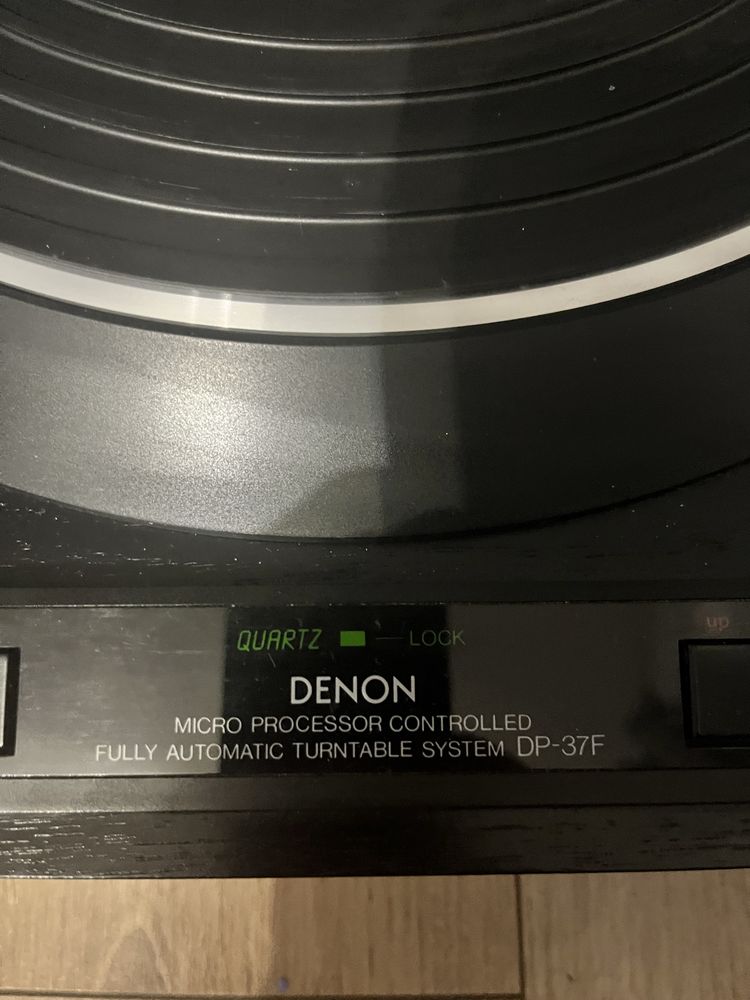 QUARTZ LOCK
up
DENON
MICRO PROCESSOR CONTROLLED
FULLY AUTOMATIC TURNTABLE SYSTEM DP-37F